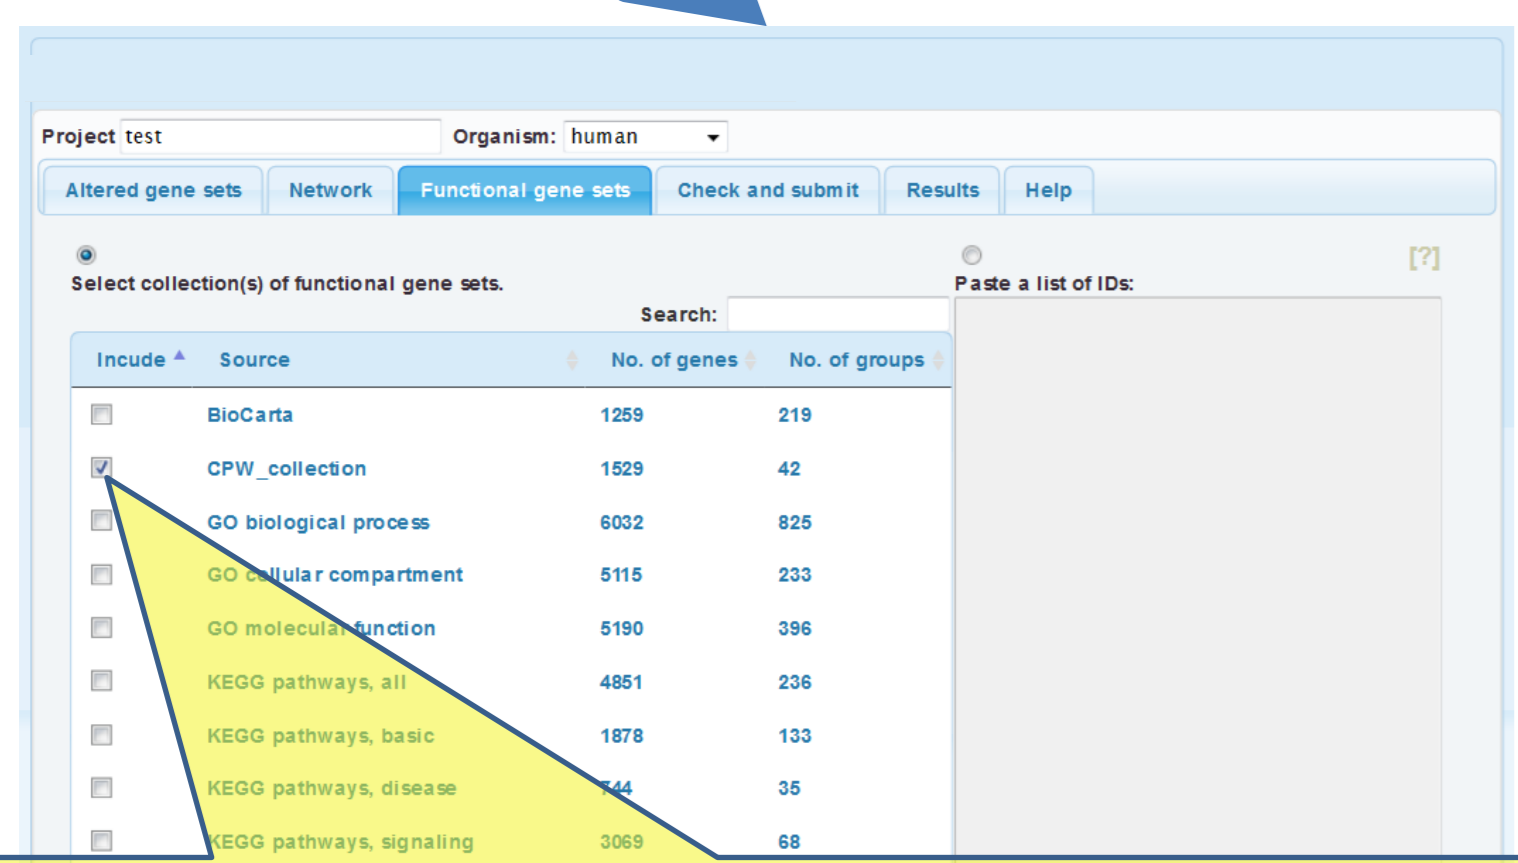 Project test Organism: human
Altered gene sets Network Functional gene sets Check and submit Results Help
[?]
Select collection(s) of functional gene sets. Paste a list of IDs:
Search:
Incude Source No. of genes No. of groups
BioCarta 1259 219
CPW_collection 1529 42
GO biological process 6032 825
GO cellular compartment 5115 233
GO molecular function 5190 396
KEGG pathways, all 4851 236
KEGG pathways, basic 1878 133
KEGG pathways, disease 744 35
KEGG pathways, signaling 3069 68